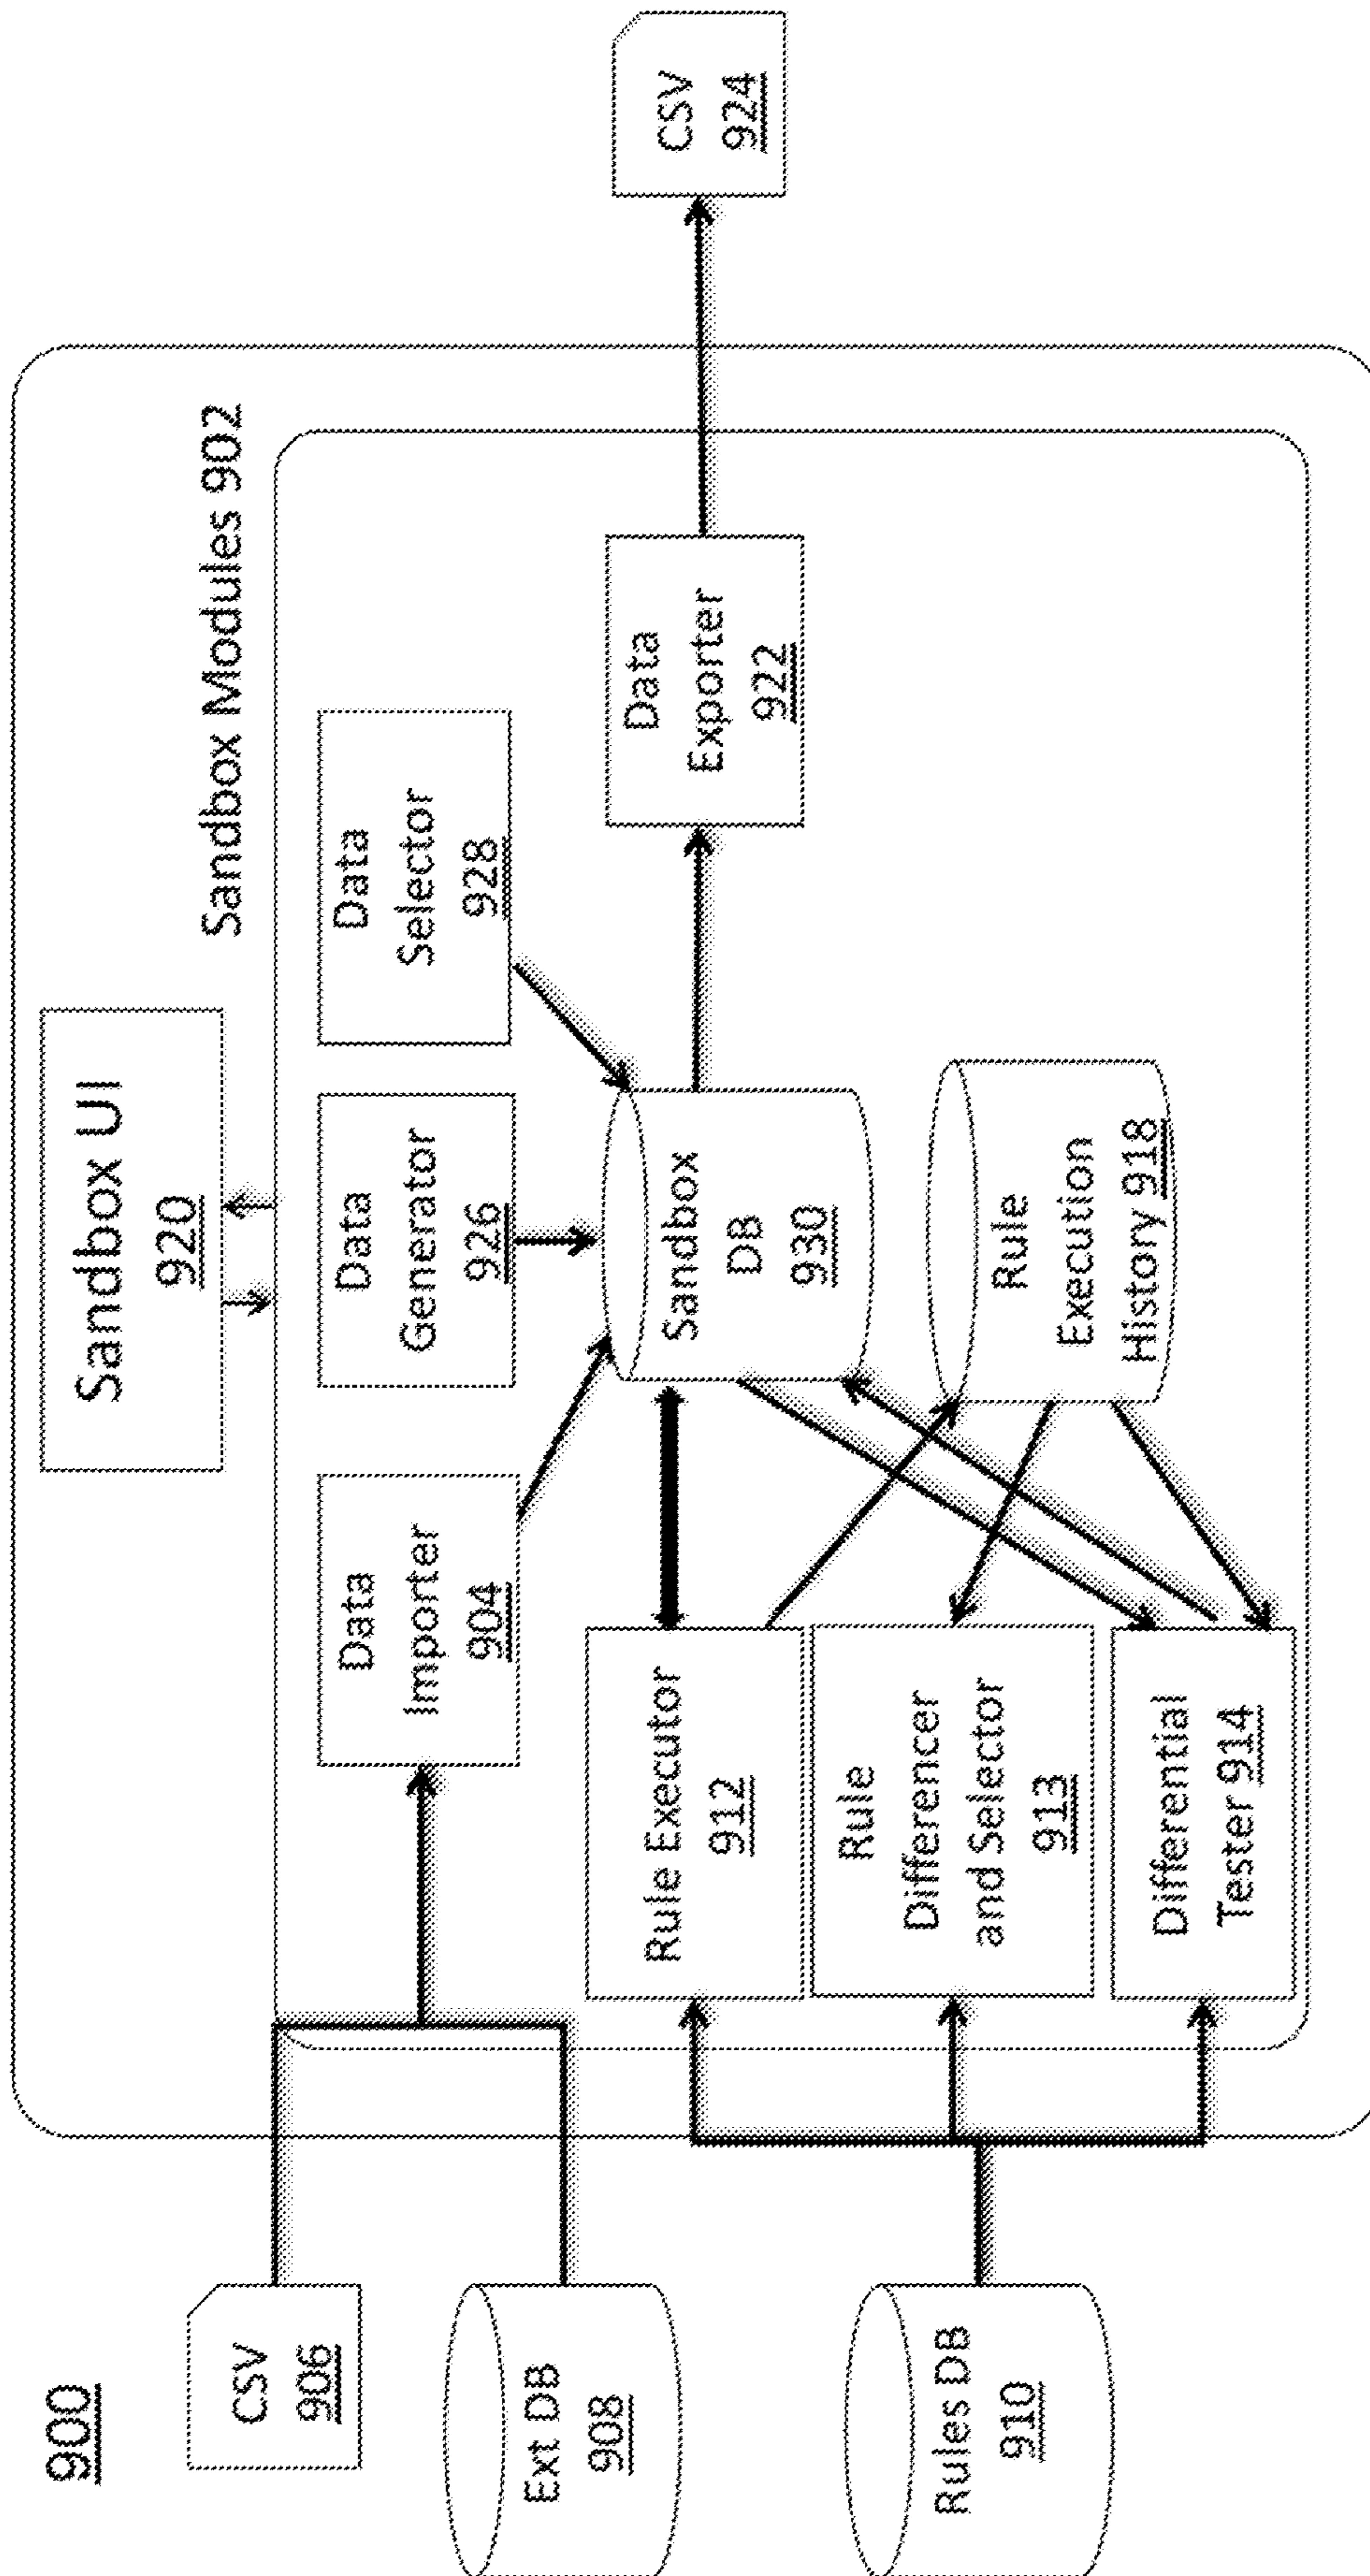 900
Sandbox UI
920
Sandbox Modules 902
CSV
906
Ext DB
908
Rules DB
910
Data
Importer
904
Data
Generator
926
Data
Selector
928
Rule Executor
912
Rule
Differencer
and Selector
913
Differential
Tester 914
Sandbox
DB
930
Rule
Execution
History 918
Data
Exporter
922
CSV
924